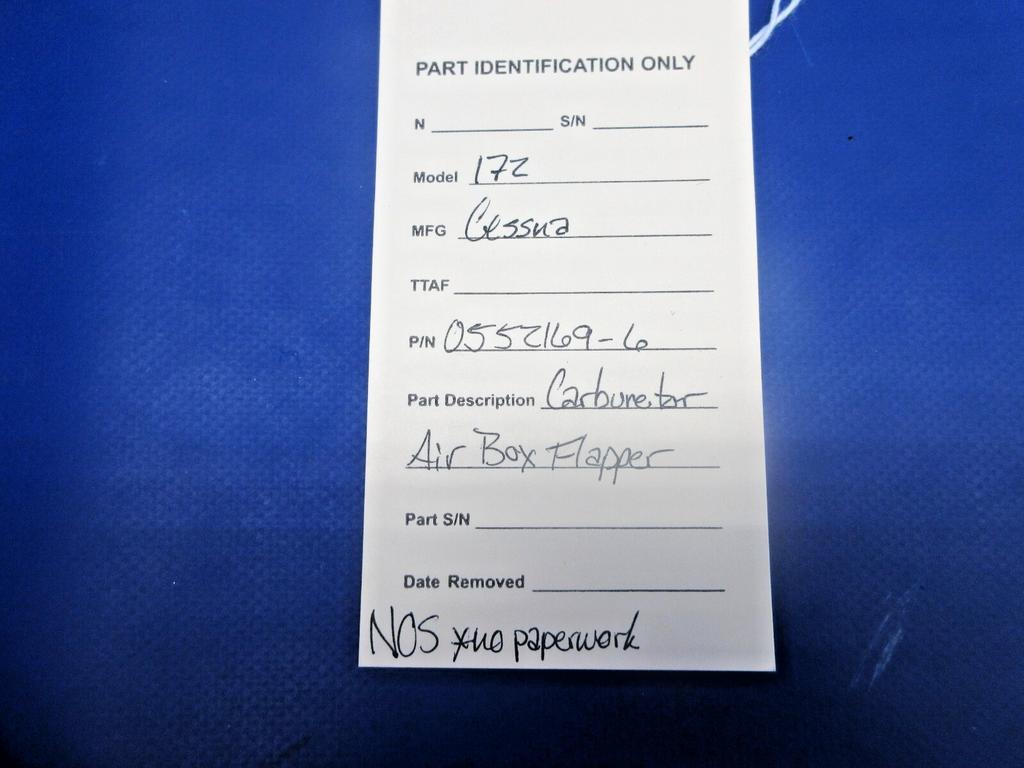 PART IDENTIFICATION ONLY
N S/N
Model 172
MFG Cessna
TTAF
P/N 0552169-6
Part Description Carburetor
Air Box Flapper
Part S/N
Date Removed
NOS *no paperwork